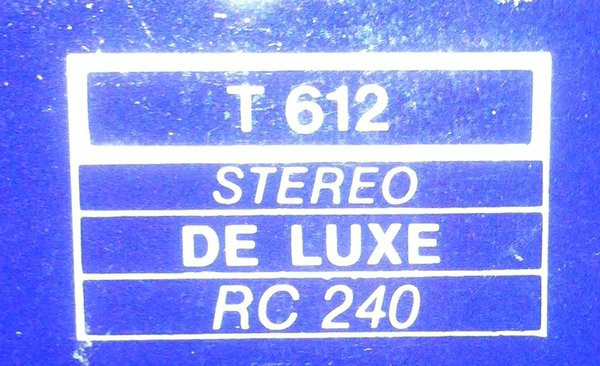 T 612
STEREO
DE LUXE
RC 240